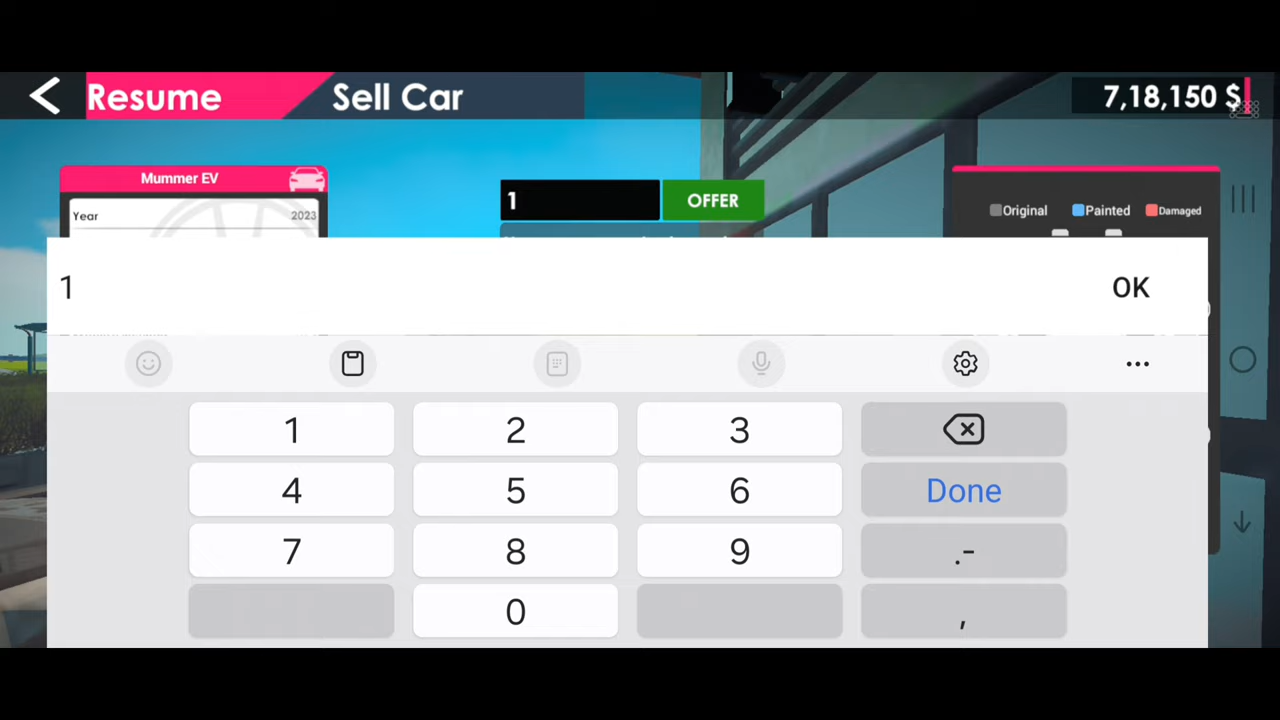 Resume Sell Car 7,18,150 $
Mummer EV
Year 2023
1 OFFER
Original Painted Damaged
1 OK
1 2 3
4 5 6 Done
7 8 9 .-
0 ,